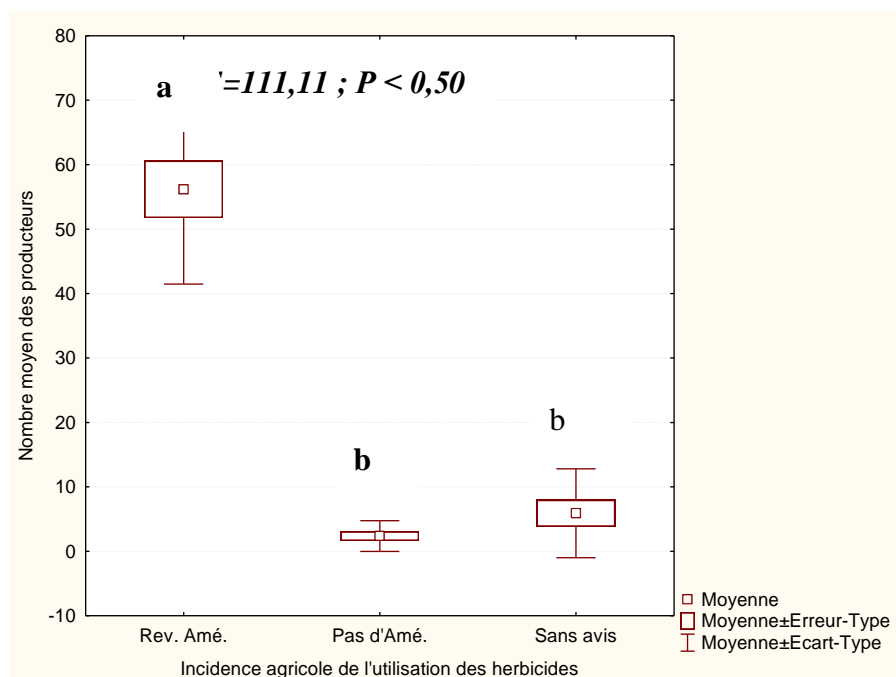 80
a '=111,11 ; P < 0,50
70
60
50
40
30
20
10
0
-10
b
b
Nombre moyen des producteurs
Rev. Amé. Pas d'Amé. Sans avis
Incidence agricole de l'utilisation des herbicides
Moyenne
Moyenne±Erreur-Type
Moyenne±Ecart-Type